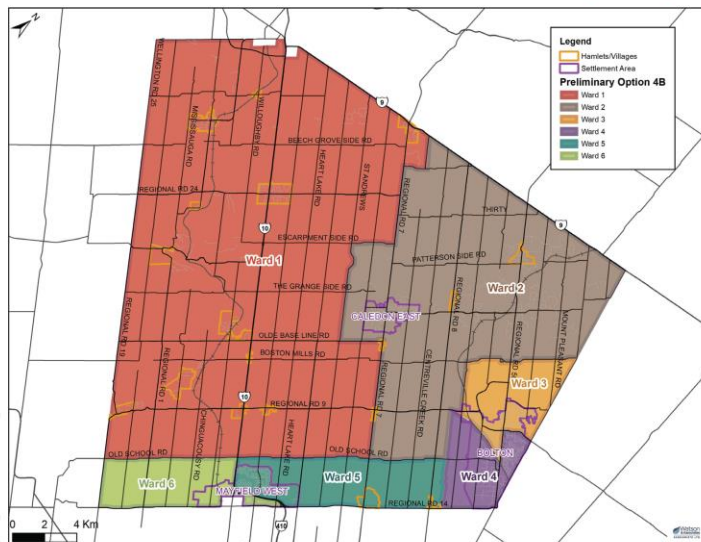 N
Legend
Hamlets/Villages
Settlement Area
Preliminary Option 4B
Ward 1
Ward 2
Ward 3
Ward 4
Ward 5
Ward 6
WELLINGTON RD 25
MISSISSAUGA RD
WILLOUGHBY RD
9
BEECH GROVE SIDE RD
HEART LAKE RD
ST ANDREWS
REGIONAL RD 7
REGIONAL RD 24
THIRTY
10
9
ESCARPMENT SIDE RD
PATTERSON SIDE RD
Ward 1
Ward 2
THE GRANGE SIDE RD
REGIONAL RD 8
CALEDON EAST
REGIONAL RD 19
OLDE BASE LINE RD
BOSTON MILLS RD
MOUNT PLEASANT RD
REGIONAL RD 50
CENTREVILLE CREEK RD
REGIONAL RD 1
REGIONAL RD 7
Ward 3
10
REGIONAL RD 9
CHINGUACOUSY RD
HEART LAKE RD
OLD SCHOOL RD
OLD SCHOOL RD
BOLTON
Ward 6
Ward 5
Ward 4
MAYFIELD WEST
REGIONAL RD 14
410
0 2 4 Km
Watson